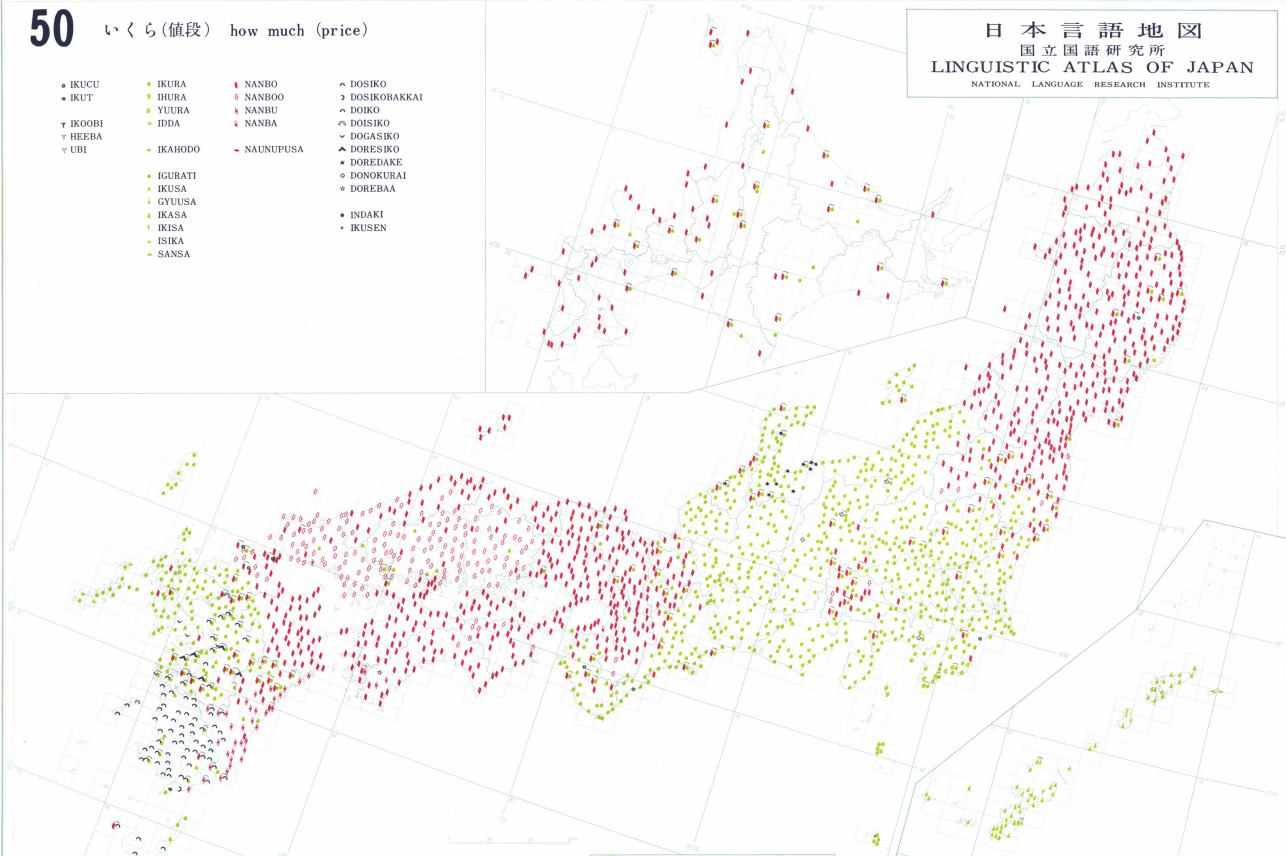 50 いくら(値段) how much (price)
日本言語地図
国立国語研究所
LINGUISTIC ATLAS OF JAPAN
NATIONAL LANGUAGE RESEARCH INSTITUTE
IKUCU
IKUT
IKOOBI
HEEBA
UBI
IKURA
IHURA
YUURA
IDDA
IKAHODO
IGURATI
IKUSA
GYUUSA
IKASA
IKISA
ISIKA
SANSA
NANBO
NANBOO
NANBU
NANBA
NAUNUPUSA
DOSIKO
DOSIKOBAKKAI
DOIKO
DOISIKO
DOGASIKO
DORESIKO
DOREDAKE
DONOKURAI
DOREBAA
INDAKI
IKUSEN